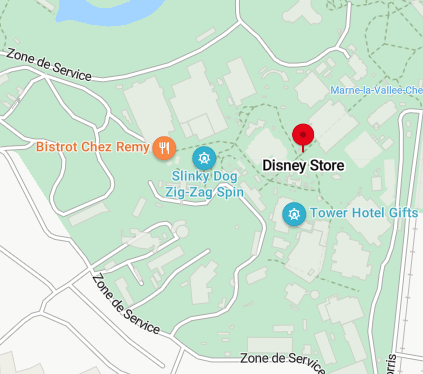 Zone de Service
Marne-la-Vallée-Che
Bistrot Chez Remy
Disney Store
Slinky Dog
Zig-Zag Spin
Tower Hotel Gifts
Zone de Service
Zone de Service
orris